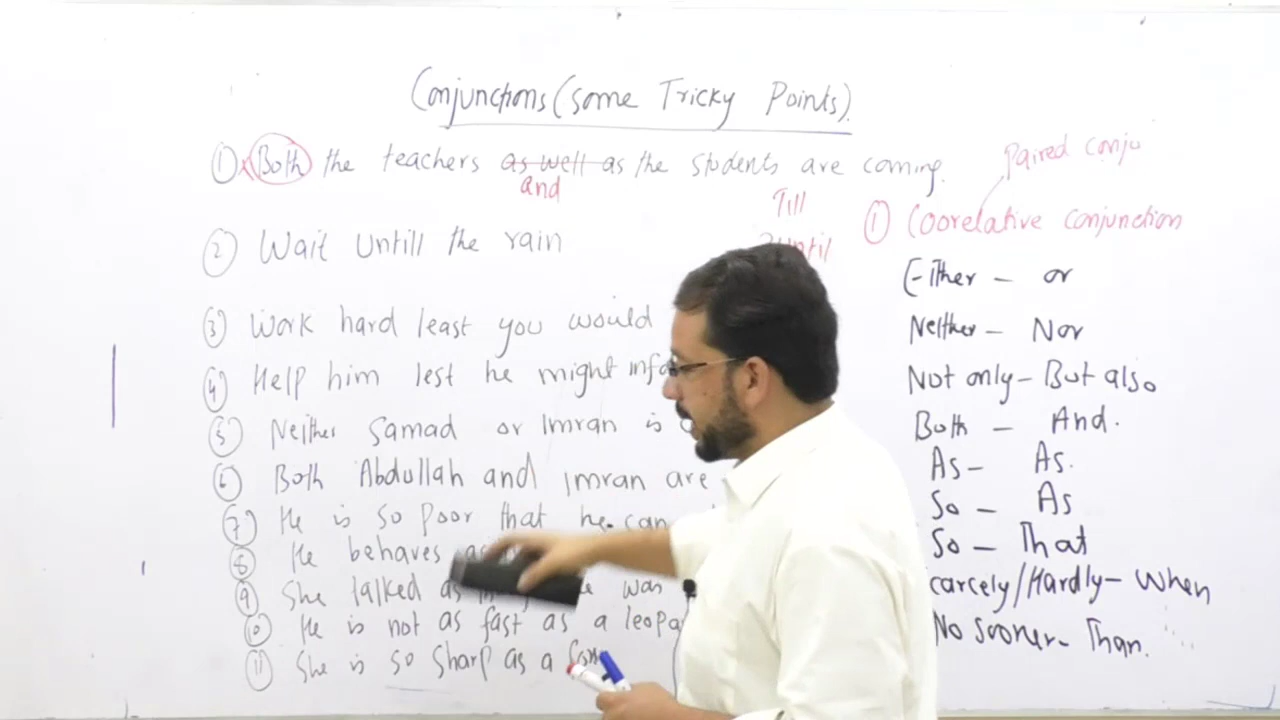 Conjunctions (Some Tricky Points).
① Both the teachers as well as the students are coming.
and
② Wait Untill the rain
③ Work hard least you would
④ Help him lest he might
⑤ Neither Samad or Imran is
⑥ Both Abdullah and Imran are
⑦ He is so poor that he can
⑧ He behaves
⑨ She talked was
⑩ He is not as fast as a
⑪ She is so sharp as a
Till
Paired conju
① Coorelative conjunction
Either - or
Neither - Nor
Not only - But also
Both - And.
As - As.
So - As
So - That
carcely/Hardly - when
No sooner - Than.